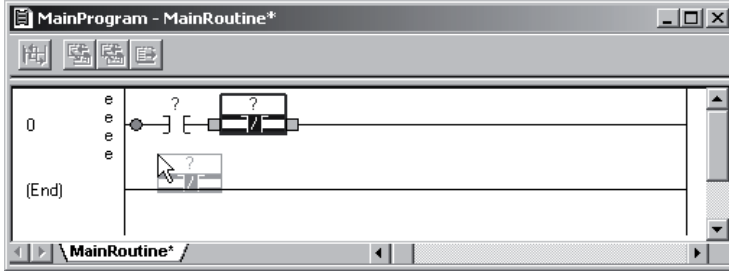 MainProgram - MainRoutine*
e
? ?
0 e
e
e
?
(End)
MainRoutine*